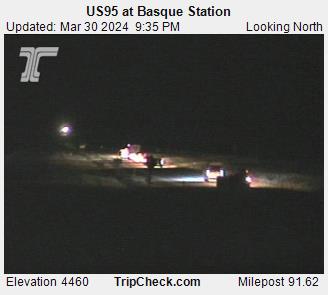 US95 at Basque Station
Updated: Mar 30 2024 9:35 PM Looking North
Elevation 4460 TripCheck.com Milepost 91.62